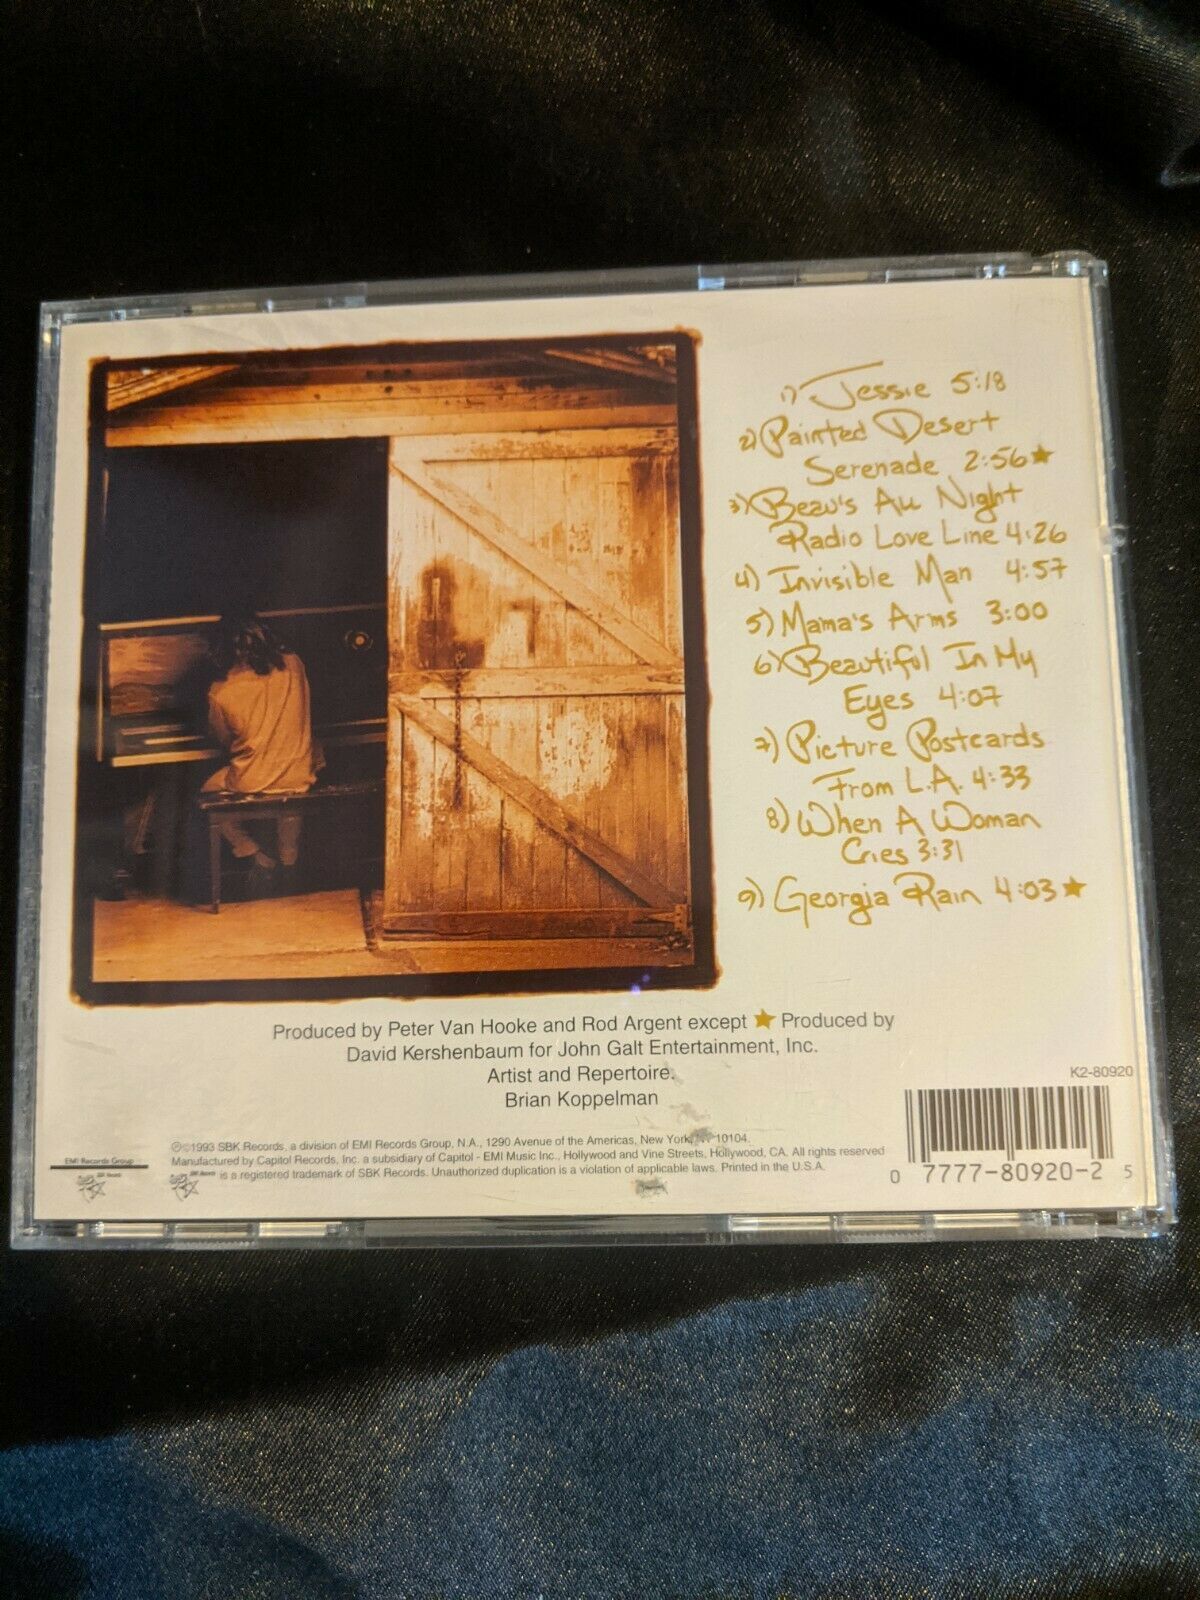 1) Jessie 5:18
2) Painted Desert
Serenade 2:56★
3) Beau's All Night
Radio Love Line 4:26
4) Invisible Man 4:57
5) Mama's Arms 3:00
6) Beautiful In My
Eyes 4:07
7) Picture Postcards
From L.A. 4:33
8) When A Woman
Cries 3:31
9) Georgia Rain 4:03★
Produced by Peter Van Hooke and Rod Argent except ★ Produced by
David Kershenbaum for John Galt Entertainment, Inc.
Artist and Repertoire.
Brian Koppelman
K2-80920
℗©1993 SBK Records, a division of EMI Records Group, N.A., 1290 Avenue of the Americas, New York, NY 10104.
Manufactured by Capitol Records, Inc. a subsidiary of Capitol - EMI Music Inc., Hollywood and Vine Streets, Hollywood, CA. All rights reserved
is a registered trademark of SBK Records. Unauthorized duplication is a violation of applicable laws. Printed in the U.S.A.
EMI Records Group
0 7777-80920-2 5